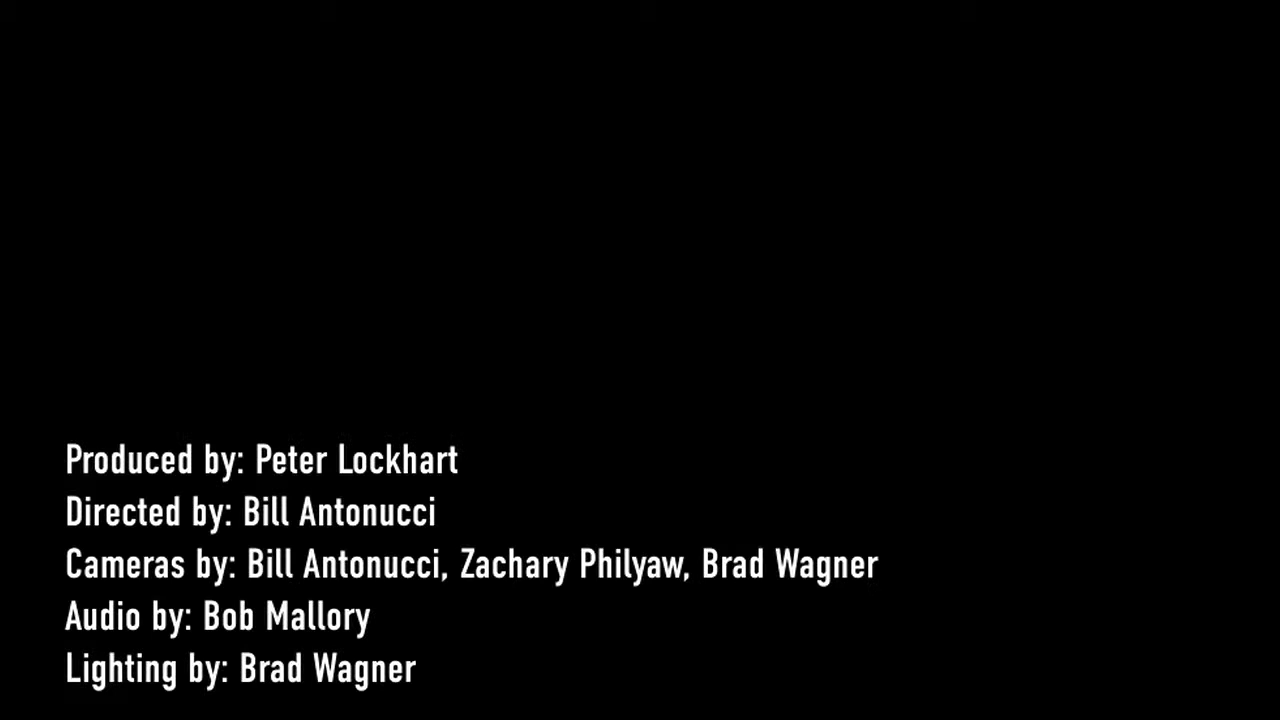 Produced by: Peter Lockhart
Directed by: Bill Antonucci
Cameras by: Bill Antonucci, Zachary Philyaw, Brad Wagner
Audio by: Bob Mallory
Lighting by: Brad Wagner